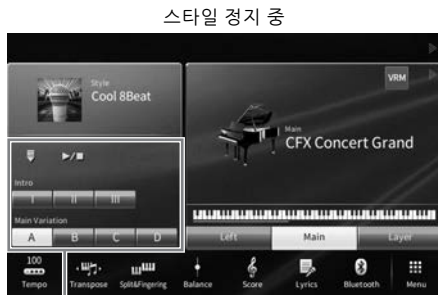 스타일 정지 중
Style
Cool 8Beat
VRM
Main
CFX Concert Grand
Intro
I II III
Main Variation
A B C D
Left Main Layer
100
Tempo Transpose Split&Fingering Balance Score Lyrics Bluetooth Menu